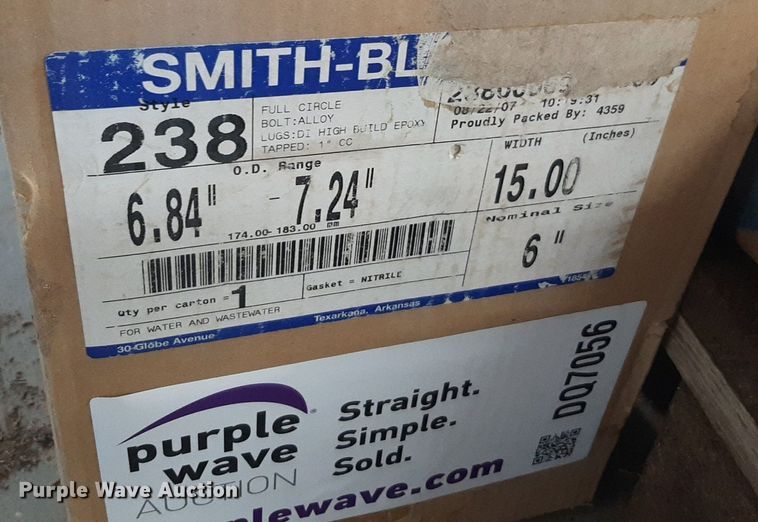 SMITH-BL
Style
238
FULL CIRCLE
BOLT:ALLOY
LUGS:DI HIGH BUILD EPOXY
TAPPED: 1" CC
08/22/07
Proudly Packed By: 4359
O.D. Range
6.84" - 7.24"
174.00-183.00 mm
WIDTH (Inches)
15.00
Nominal Size
6"
Qty per carton = 1
Gasket = NITRILE
FOR WATER AND WASTEWATER
30 Globe Avenue
Texarkana, Arkansas
purple
wave
AUCTION
Straight.
Simple.
Sold.
DQ7056
lewave.com
Purple Wave Auction